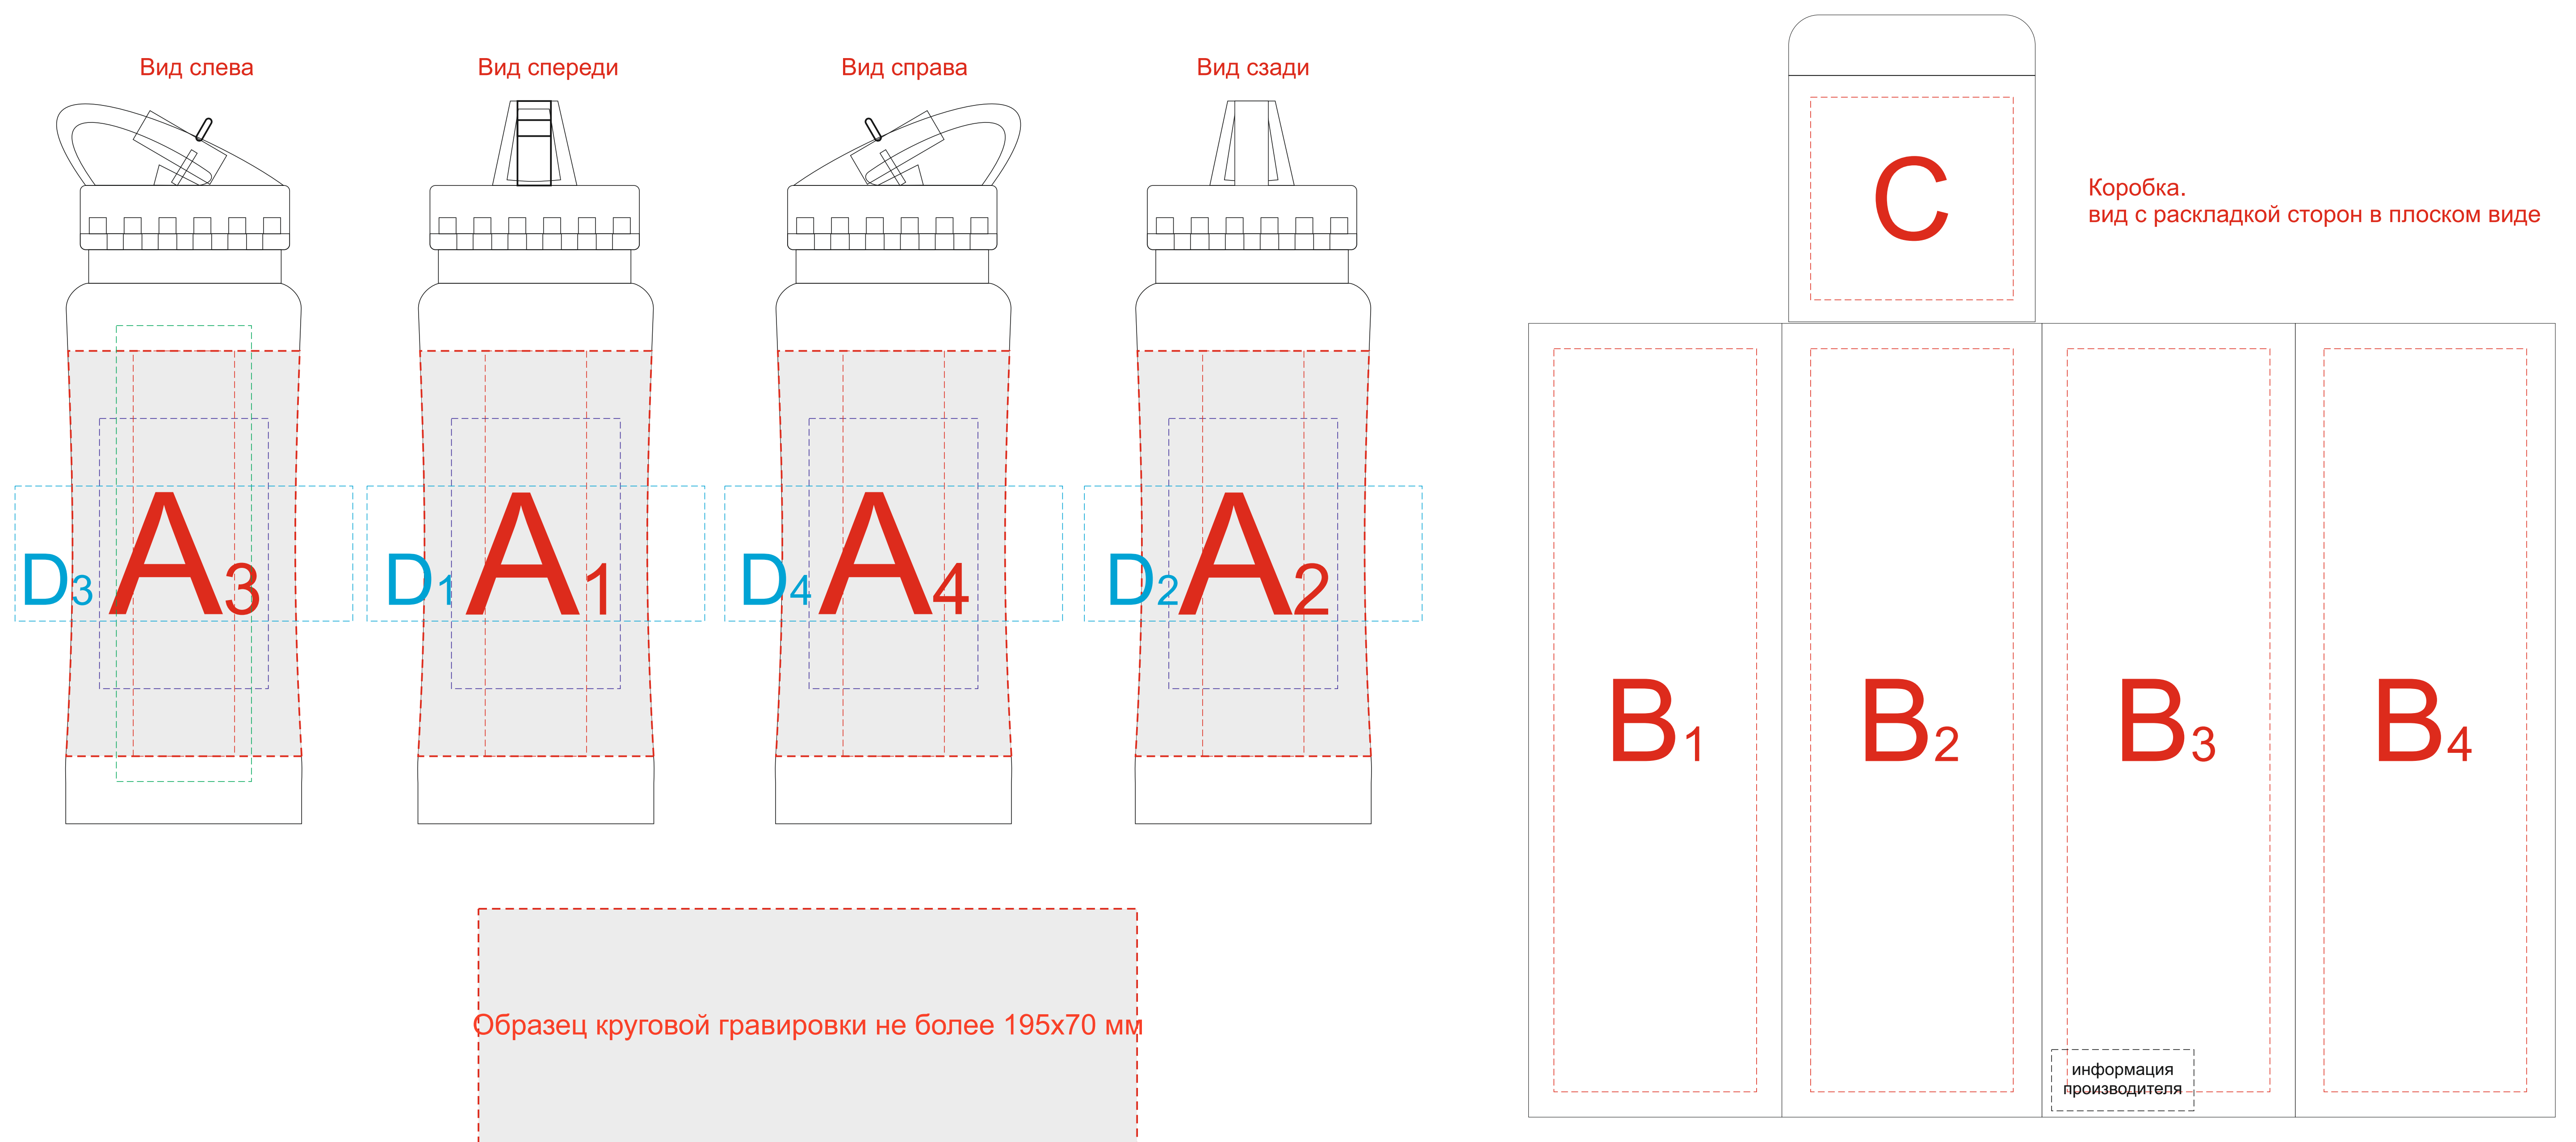 Вид слева
Вид спереди
Вид справа
Вид сзади
D3 A3
D1 A1
D4 A4
D2 A2
Образец круговой гравировки не более 195х70 мм
C
Коробка.
вид с раскладкой сторон в плоском виде
B1
B2
B3
B4
информация
производителя